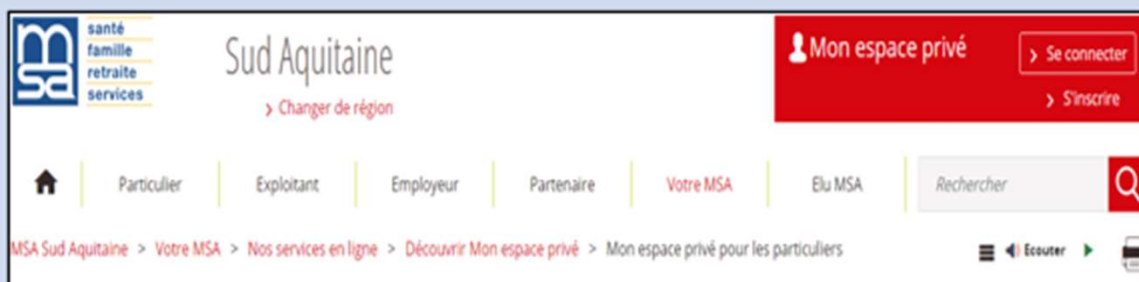 msa
santé
famille
retraite
services
Sud Aquitaine
> Changer de région
Mon espace privé
> Se connecter
> S'inscrire
Particulier Exploitant Employeur Partenaire Votre MSA Elu MSA Rechercher
MSA Sud Aquitaine > Votre MSA > Nos services en ligne > Découvrir Mon espace privé > Mon espace privé pour les particuliers Ecouter